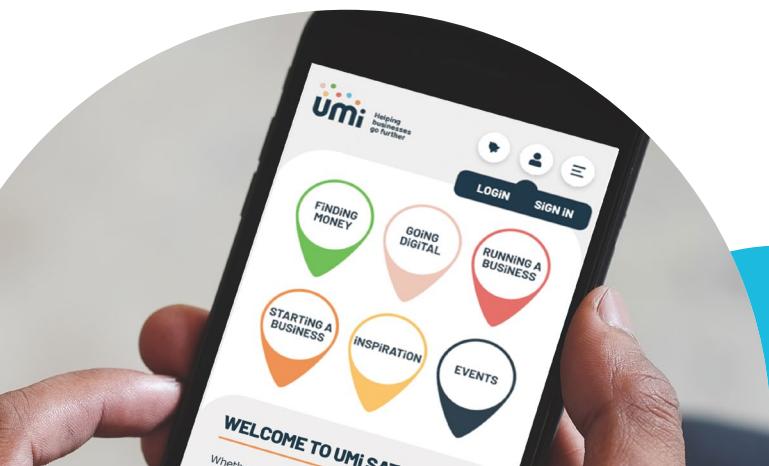 UMi
Helping
businesses
go further
LOGiN
SiGN iN
FiNDiNG
MONEY
GOiNG
DiGiTAL
RUNNiNG A
BUSiNESS
STARTiNG A
BUSiNESS
iNSPiRATiON
EVENTS
WELCOME TO UMi